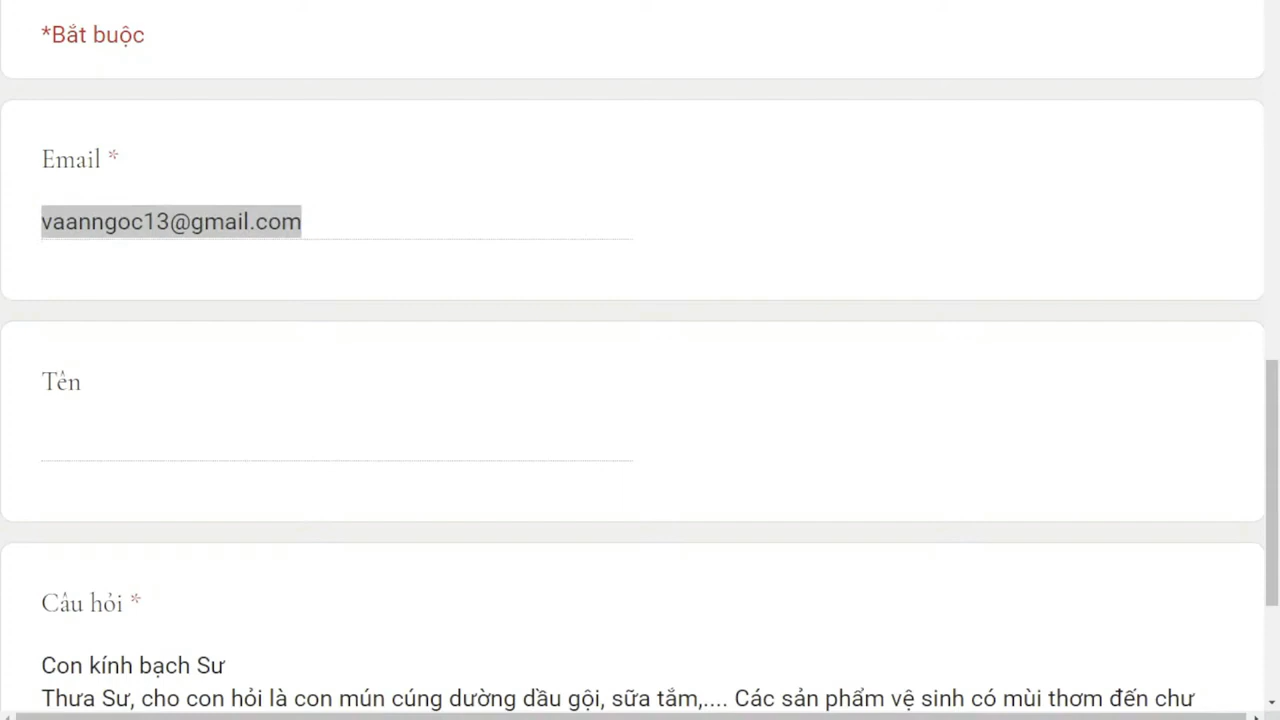 *Bắt buộc
Email *
vaanngoc13@gmail.com
Tên
Câu hỏi *
Con kính bạch Sư
Thưa Sư, cho con hỏi là con mún cúng dường dầu gội, sữa tắm,.... Các sản phẩm vệ sinh có mùi thơm đến chư